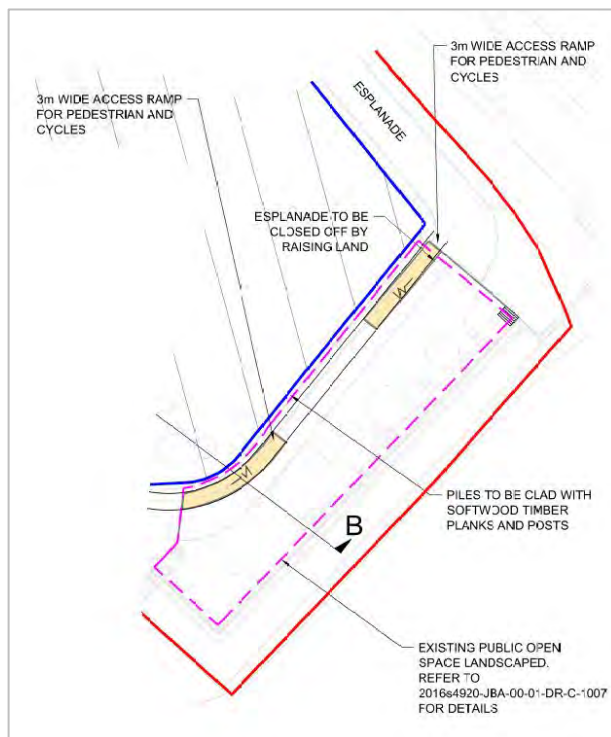 3m WIDE ACCESS RAMP
FOR PEDESTRIAN AND
CYCLES
3m WIDE ACCESS RAMP
FOR PEDESTRIAN AND
CYCLES
ESPLANADE
ESPLANADE TO BE
CLOSED OFF BY
RAISING LAND
PILES TO BE CLAD WITH
SOFTWOOD TIMBER
PLANKS AND POSTS
B
EXISTING PUBLIC OPEN
SPACE LANDSCAPED.
REFER TO
2016s4920-JBA-00-01-DR-C-1007
FOR DETAILS